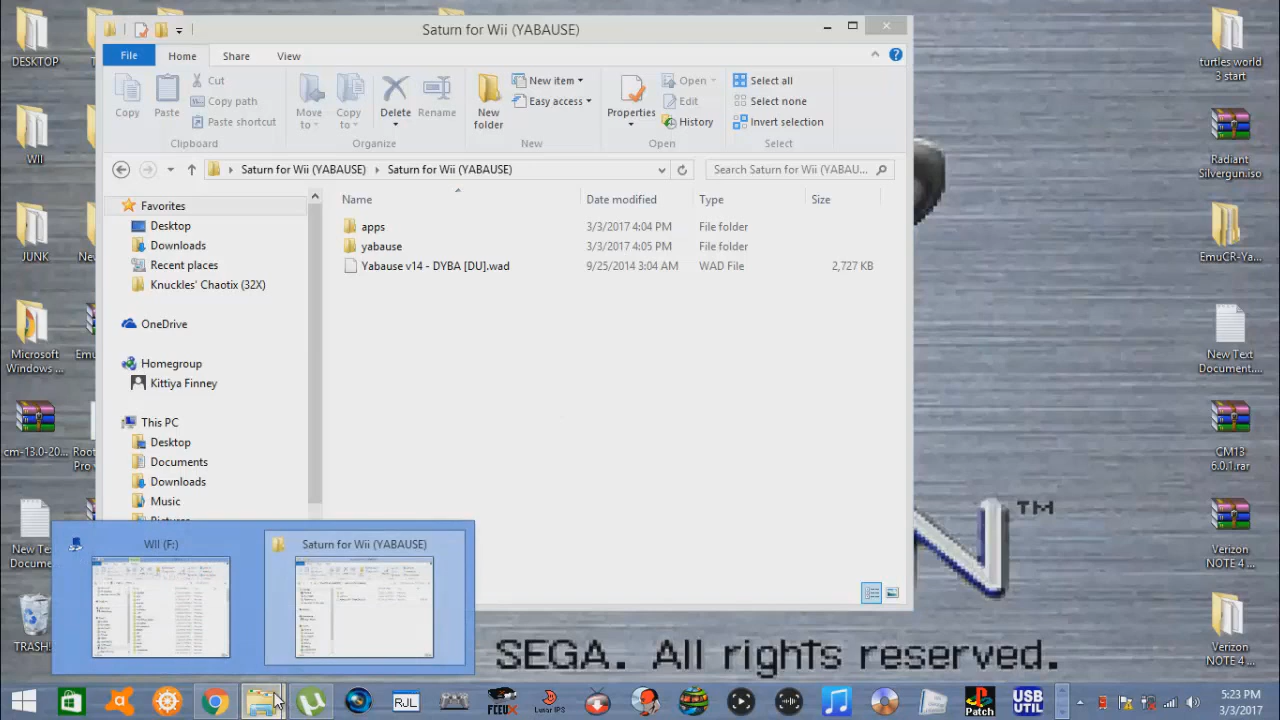 Saturn for Wii (YABAUSE)
File
Home
Share
View
Copy
Paste
Cut
Copy path
Paste shortcut
Clipboard
Move to
Copy to
Delete
Rename
Organize
New folder
New item
Easy access
New
Properties
Open
Edit
History
Open
Select all
Select none
Invert selection
Select
Saturn for Wii (YABAUSE)
Saturn for Wii (YABAUSE)
Search Saturn for Wii (YABAU...
Name
Date modified
Type
Size
apps
3/3/2017 4:04 PM
File folder
yabause
3/3/2017 4:05 PM
File folder
Yabause v14 - DYBA [DU].wad
9/25/2014 3:04 AM
WAD File
2,727 KB
Favorites
Desktop
Downloads
Recent places
Knuckles' Chaotix (32X)
OneDrive
Homegroup
Kittiya Finney
This PC
Desktop
Documents
Downloads
Music
DESKTOP
WII
JUNK
Microsoft
Windows ...
cm-13.0-20...
TRASH
turtles world
3 start
Radiant
Silvergun.iso
EmuCR-Ya...
New Text
Document....
CM13
6.0.1.rar
Verizon
NOTE 4 ...
Verizon
NOTE 4 ...
WII (F:)
Saturn for Wii (YABAUSE)
N
TM
SEGA. All rights reserved.
RJL
FCEUX
Lunar IPS
Patch
USB
UTIL
5:23 PM
3/3/2017